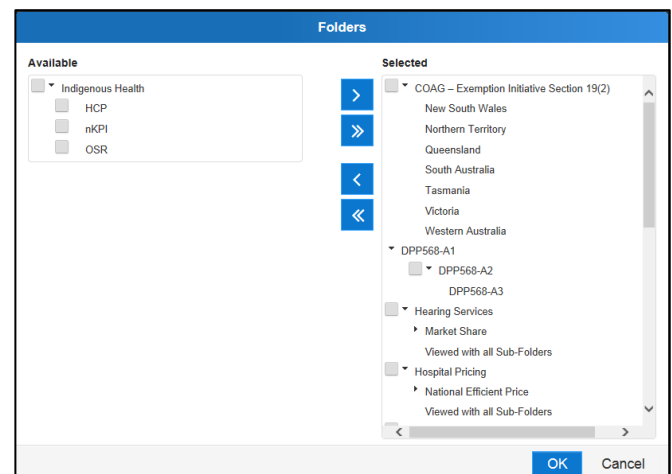 Folders
Available
Indigenous Health
HCP
nKPI
OSR
Selected
COAG – Exemption Initiative Section 19(2)
New South Wales
Northern Territory
Queensland
South Australia
Tasmania
Victoria
Western Australia
DPP568-A1
DPP568-A2
DPP568-A3
Hearing Services
Market Share
Viewed with all Sub-Folders
Hospital Pricing
National Efficient Price
Viewed with all Sub-Folders
OK Cancel